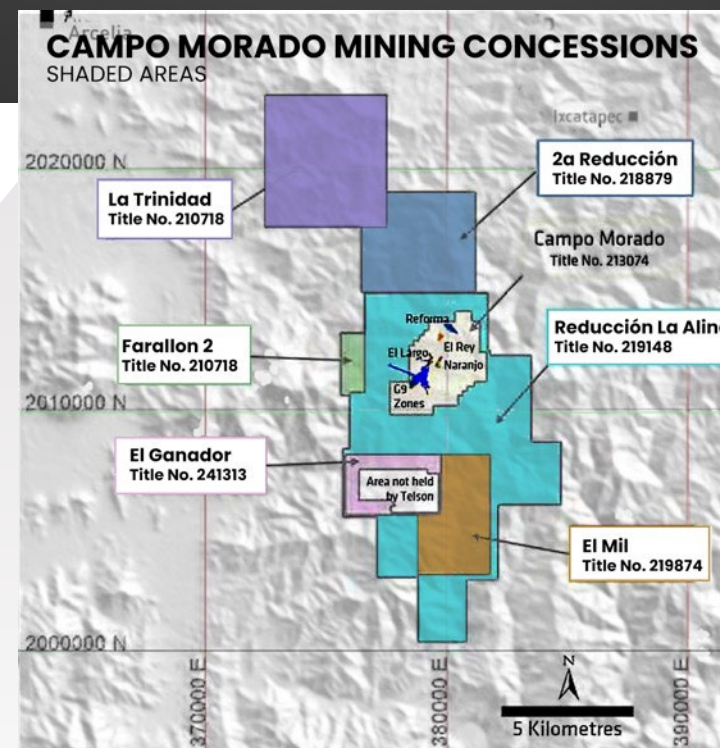 Arcelia
CAMPO MORADO MINING CONCESSIONS
SHADED AREAS
Ixcatapec
2020000 N
2a Reducción
Title No. 218879
La Trinidad
Title No. 210718
Campo Morado
Title No. 213074
Reforma
Reducción La Alin
Title No. 219148
Farallon 2
Title No. 210718
El Largo
El Rey
Naranjo
G9
Zones
2010000 N
El Ganador
Title No. 241313
Area not held
by Telson
El Mil
Title No. 219874
2000000 N
370000 E
380000 E
390000 E
N
5 Kilometres